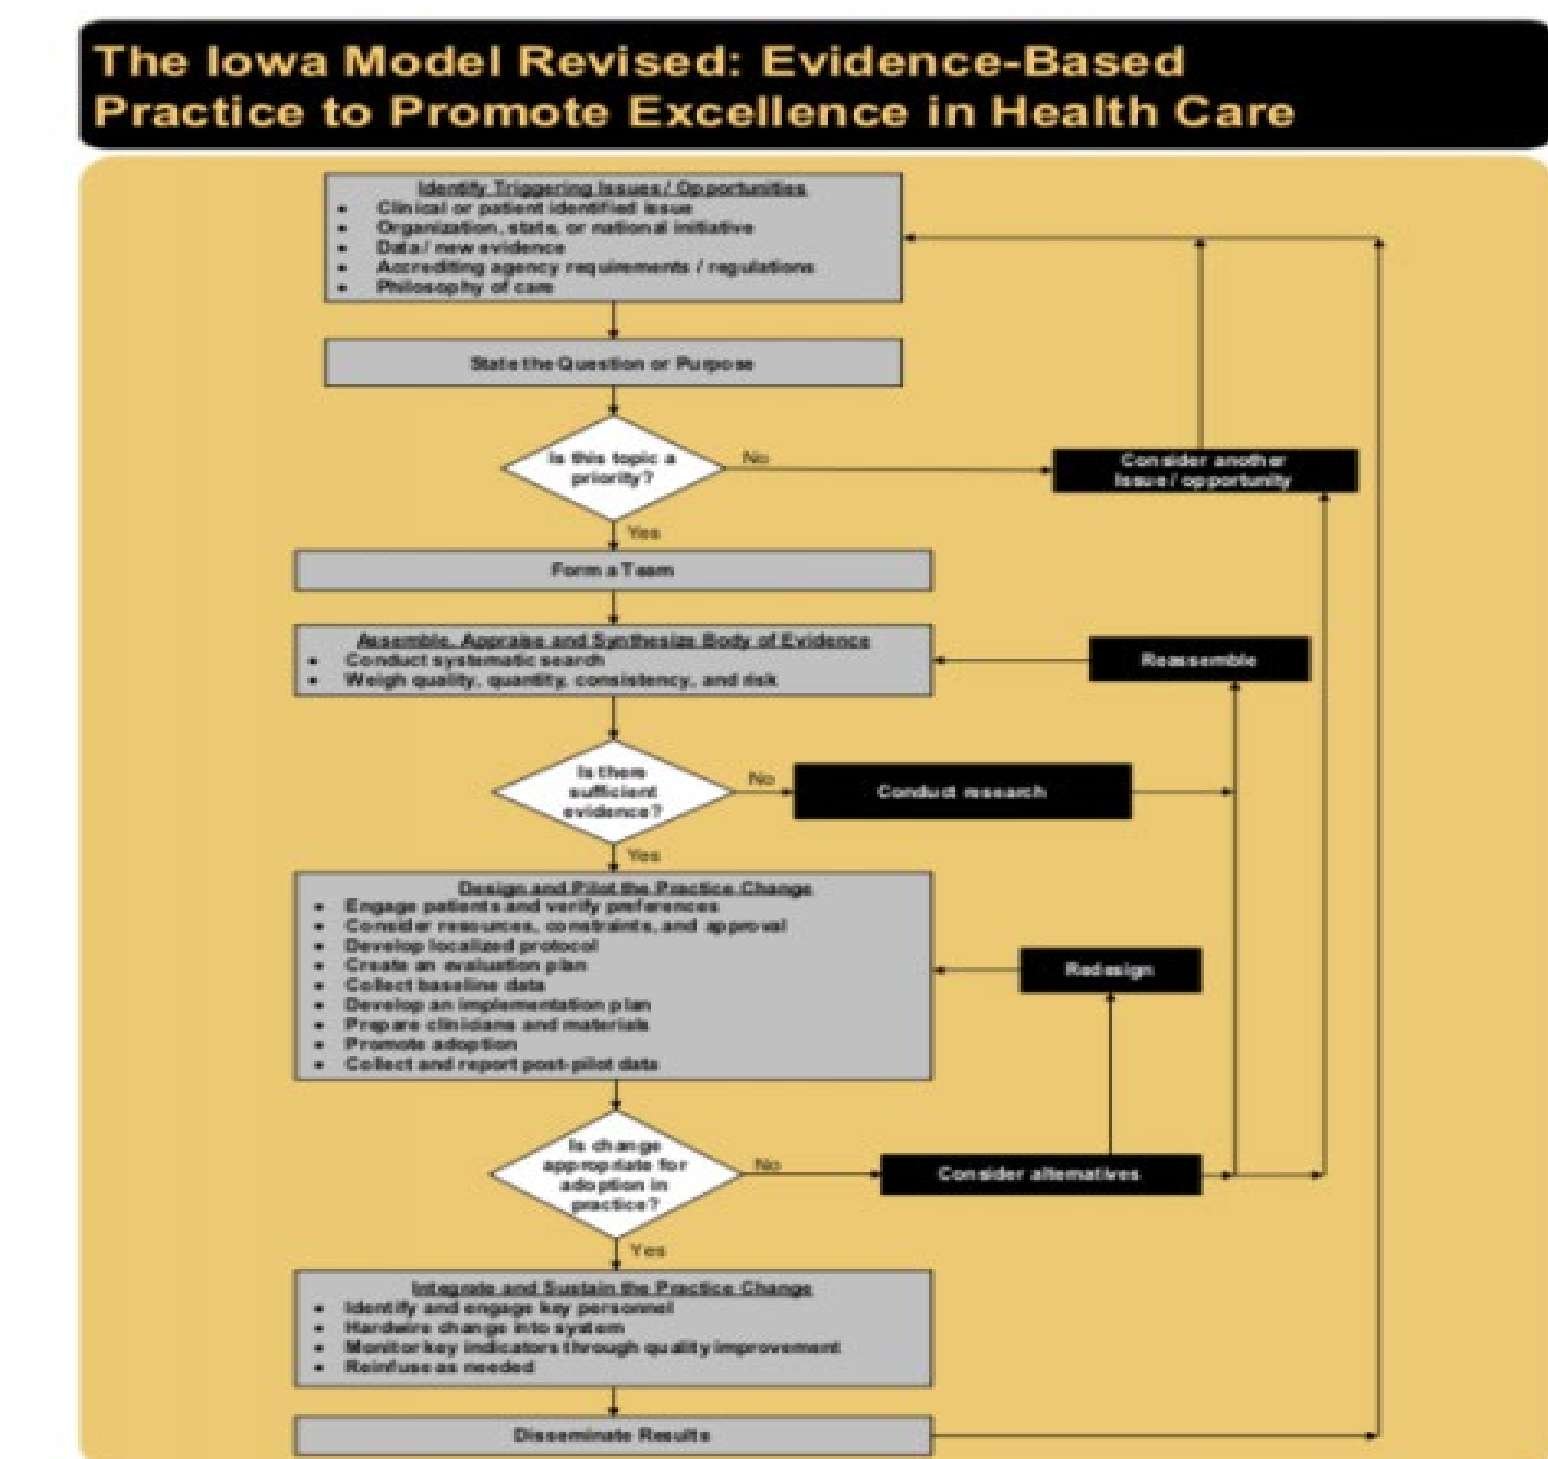 The Iowa Model Revised: Evidence-Based
Practice to Promote Excellence in Health Care
Identify Triggering Issues / Opportunities
• Clinical or patient identified issue
• Organization, state, or national initiative
• Data / new evidence
• Accrediting agency requirements / regulations
• Philosophy of care
State the Question or Purpose
Is this topic a
priority?
No
Consider another
Issue / opportunity
Yes
Form a Team
Assemble, Appraise and Synthesize Body of Evidence
• Conduct systematic search
• Weigh quality, quantity, consistency, and risk
Reassemble
Is there
sufficient
evidence?
No
Conduct research
Yes
Design and Pilot the Practice Change
• Engage patients and verify preferences
• Consider resources, constraints, and approval
• Develop localized protocol
• Create an evaluation plan
• Collect baseline data
• Develop an implementation plan
• Prepare clinicians and materials
• Promote adoption
• Collect and report post-pilot data
Redesign
Is change
appropriate for
adoption in
practice?
No
Consider alternatives
Yes
Integrate and Sustain the Practice Change
• Identify and engage key personnel
• Hardwire change into system
• Monitor key indicators through quality improvement
• Reinfuse as needed
Disseminate Results